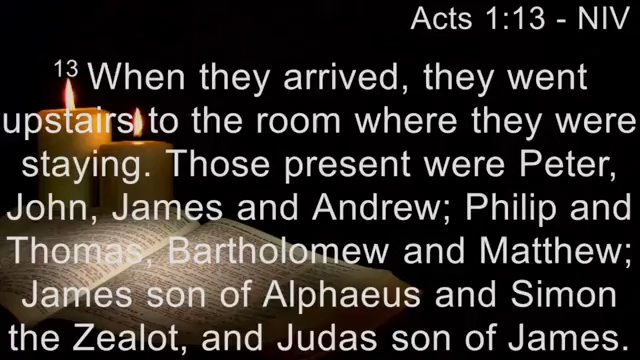 Acts 1:13 - NIV
13 When they arrived, they went
upstairs to the room where they were
staying. Those present were Peter,
John, James and Andrew; Philip and
Thomas, Bartholomew and Matthew;
James son of Alphaeus and Simon
the Zealot, and Judas son of James.